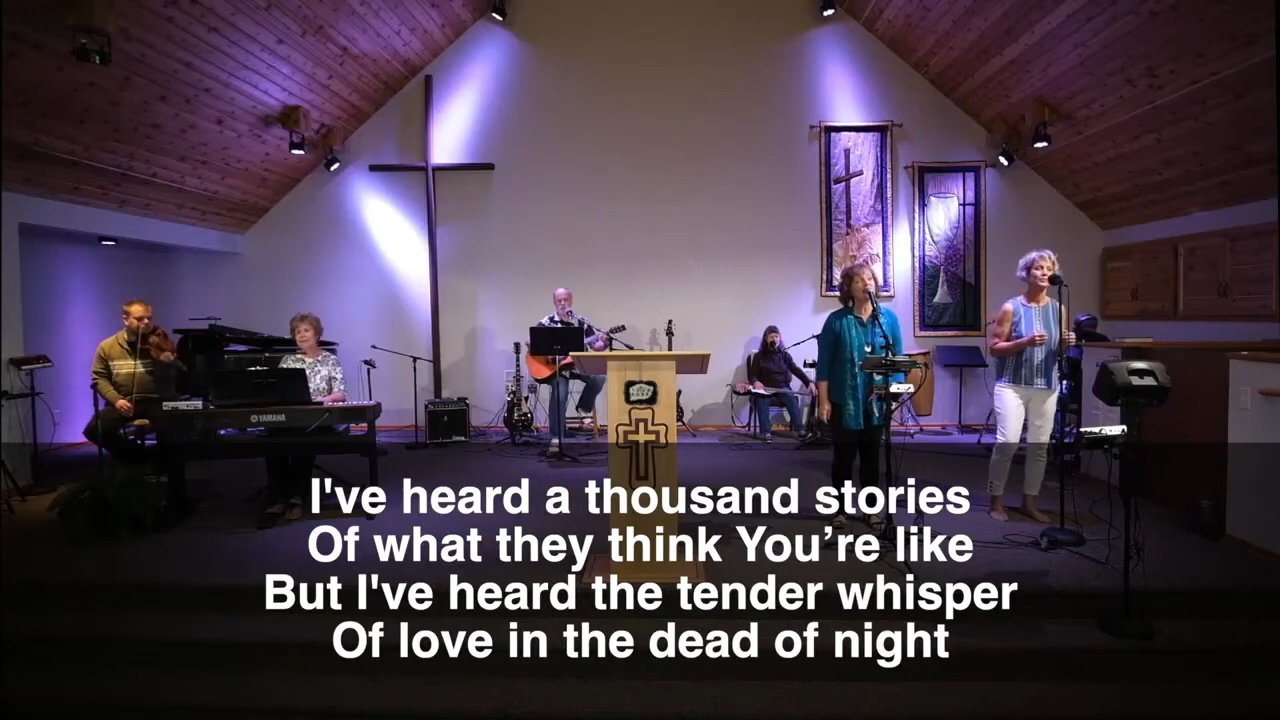 YAMAHA
I've heard a thousand stories
Of what they think You’re like
But I've heard the tender whisper
Of love in the dead of night